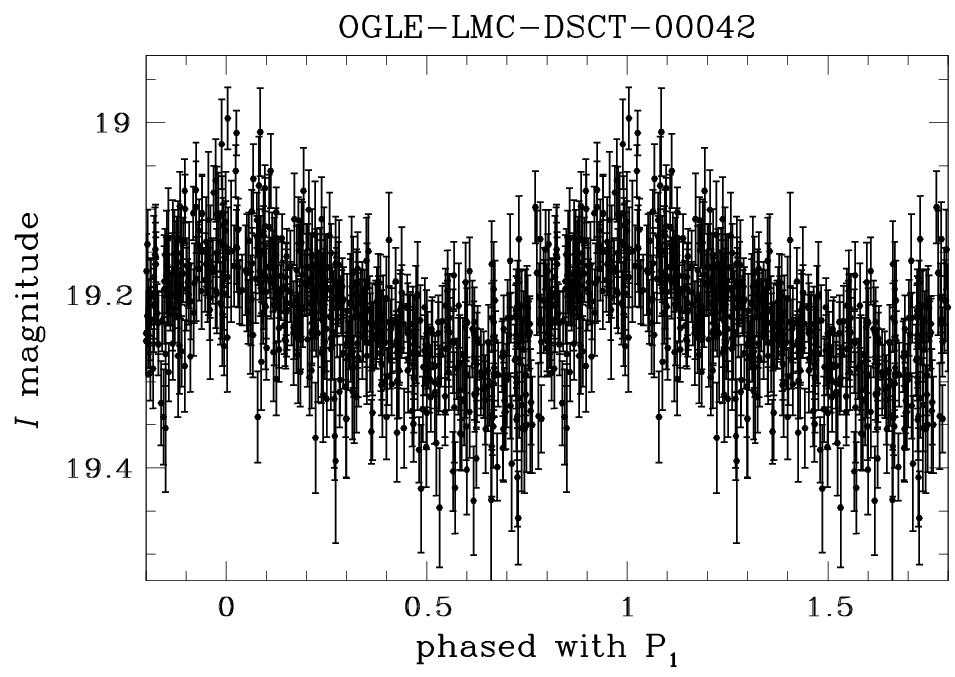 OGLE-LMC-DSCT-00042
19
19.2
19.4
I magnitude
0 0.5 1 1.5
phased with P₁